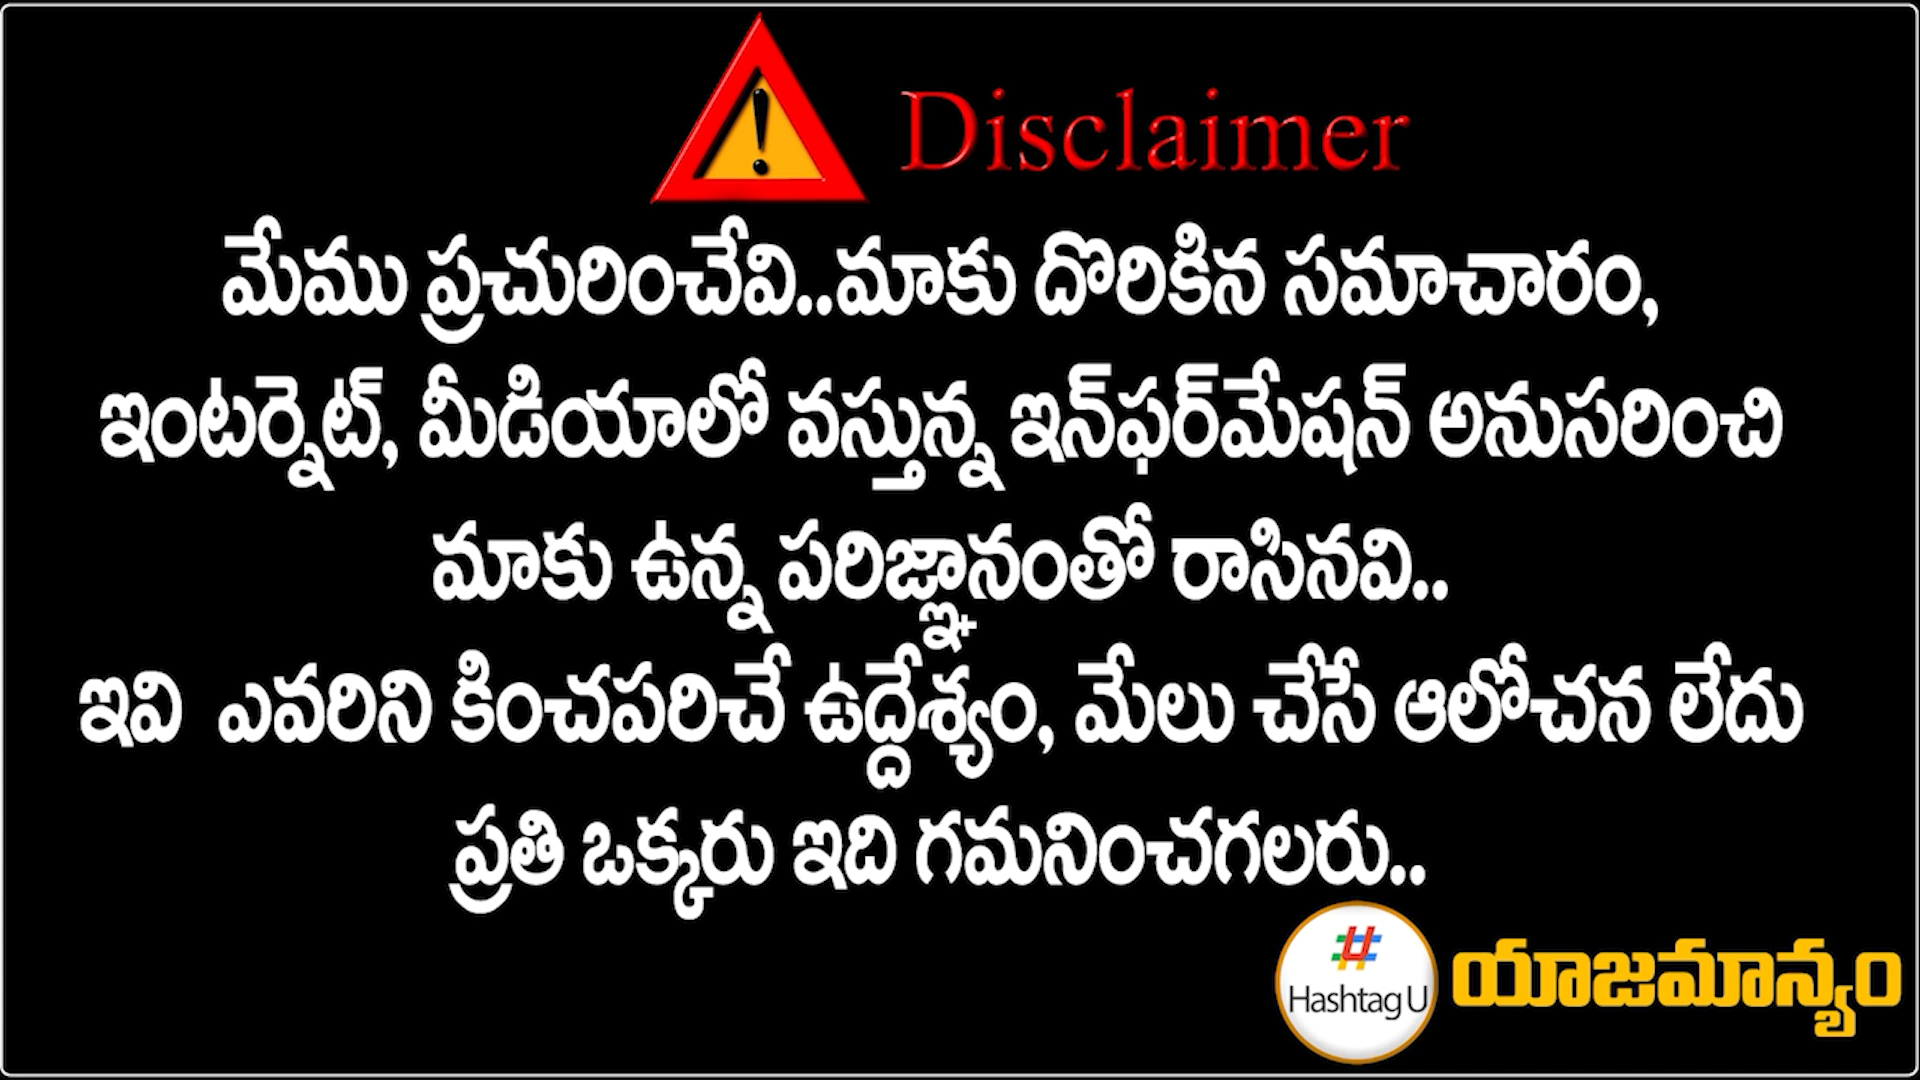 Disclaimer
మేము ప్రచురించేవి..మాకు దొరికిన సమాచారం,
ఇంటర్నెట్, మీడియాలో వస్తున్న ఇన్‌ఫర్‌మేషన్ అనుసరించి
మాకు ఉన్న పరిజ్ఞానంతో రాసినవి..
ఇవి ఎవరిని కించపరిచే ఉద్దేశ్యం, మేలు చేసే ఆలోచన లేదు
ప్రతి ఒక్కరు ఇది గమనించగలరు..
# Hashtag U
యాజమాన్యం